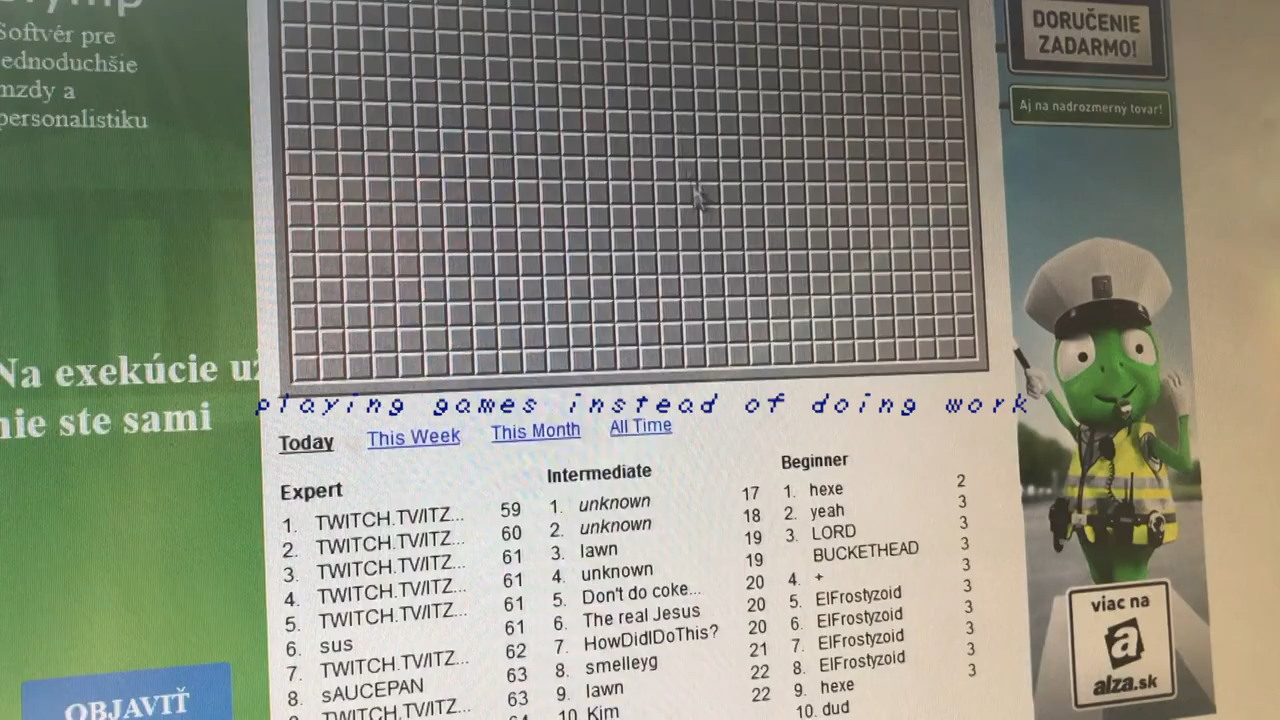 Softvér pre
jednoduchšie
mzdy a
personalistiku
Na exekúcie už
nie ste sami
OBJAVIŤ
DORUČENIE
ZADARMO!
Aj na nadrozmerný tovar!
viac na
a
alza.sk
playing games instead of doing work
Today This Week This Month All Time
Expert
1. TWITCH.TV/ITZ... 59
2. TWITCH.TV/ITZ... 60
3. TWITCH.TV/ITZ... 61
4. TWITCH.TV/ITZ... 61
5. TWITCH.TV/ITZ... 61
6. sus 61
7. TWITCH.TV/ITZ... 62
8. sAUCEPAN 63
TWITCH.TV/ITZ... 63
Intermediate
1. unknown 17
2. unknown 18
3. lawn 19
4. unknown 19
5. Don't do coke... 20
6. The real Jesus 20
7. HowDidIDoThis? 20
8. smelleyg 21
9. lawn 22
10. Kim 22
Beginner
1. hexe 2
2. yeah 3
3. LORD 3
BUCKETHEAD
4. + 3
5. ElFrostyzoid 3
6. ElFrostyzoid 3
7. ElFrostyzoid 3
8. ElFrostyzoid 3
9. hexe 3
10. dud